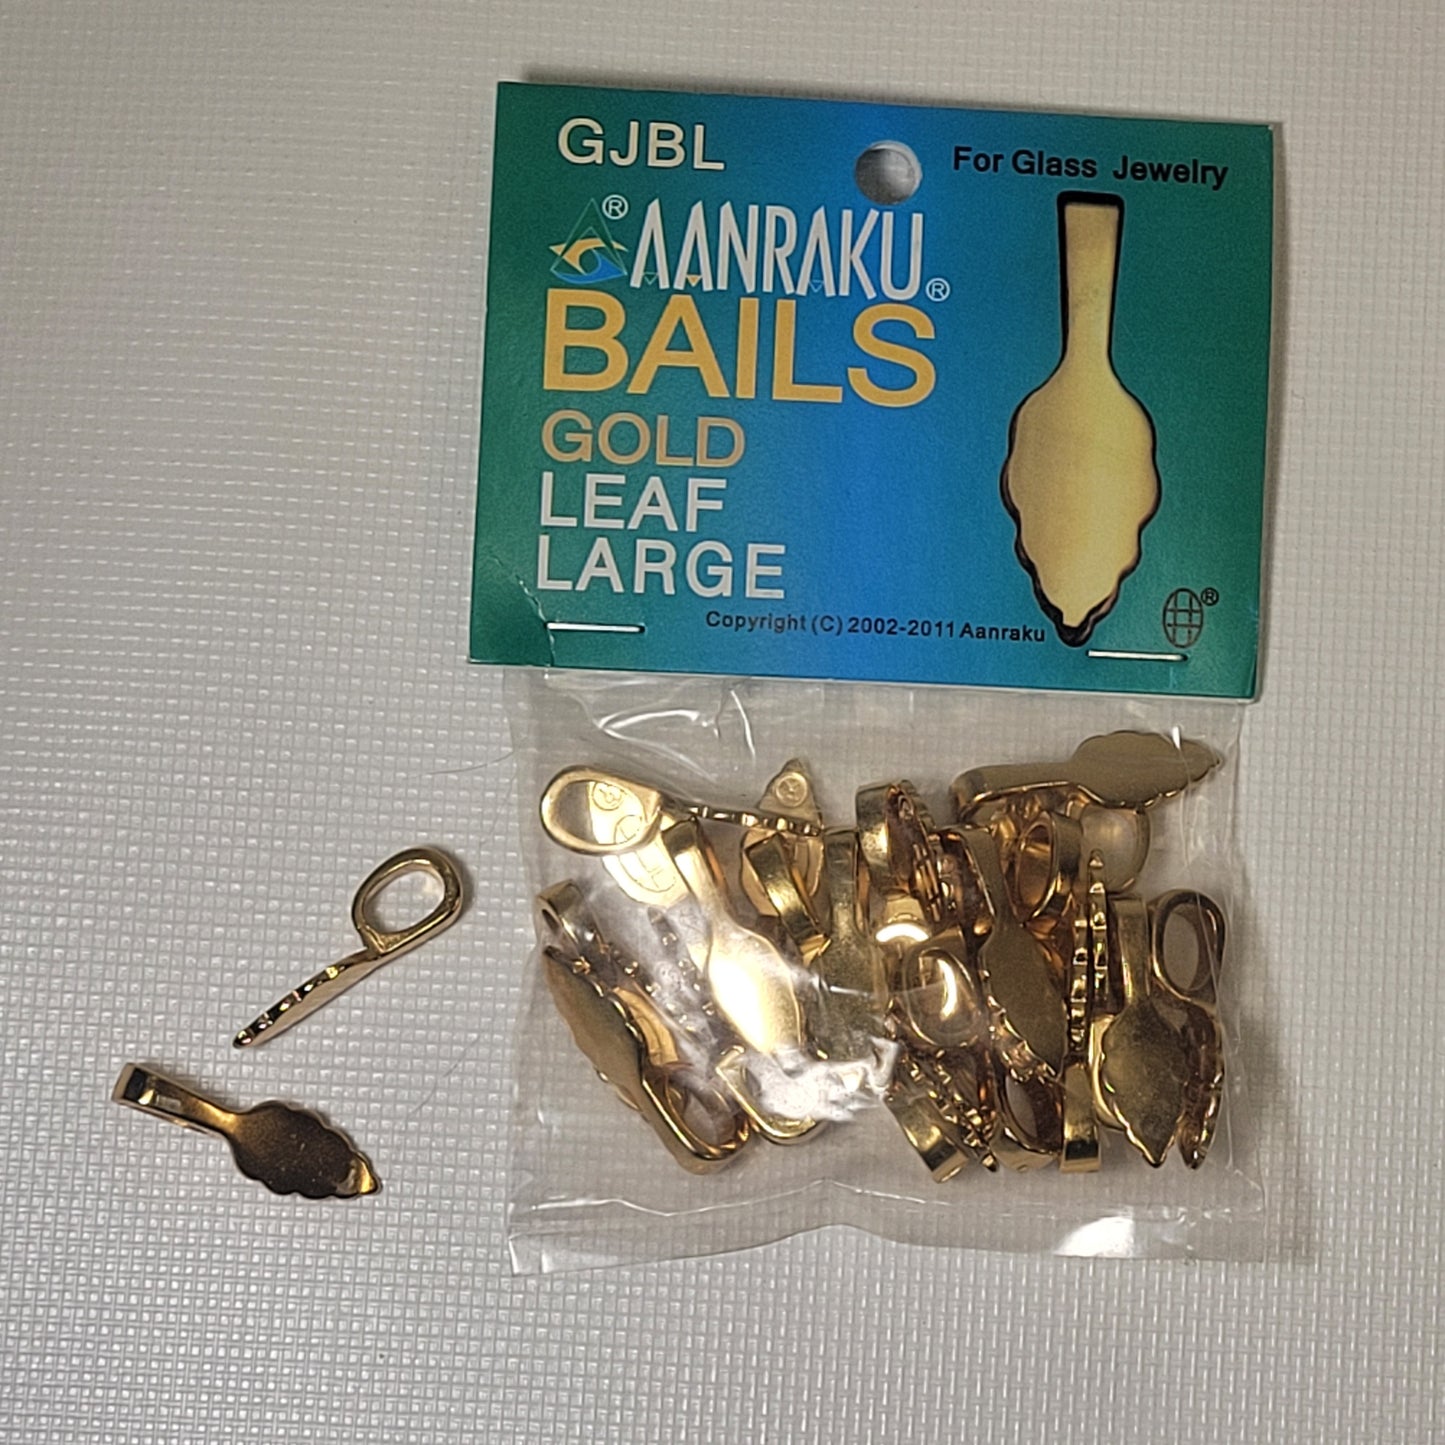 GJBL
For Glass Jewelry
® AANRAKU®
BAILS
GOLD
LEAF
LARGE
Copyright (C) 2002-2011 Aanraku
®